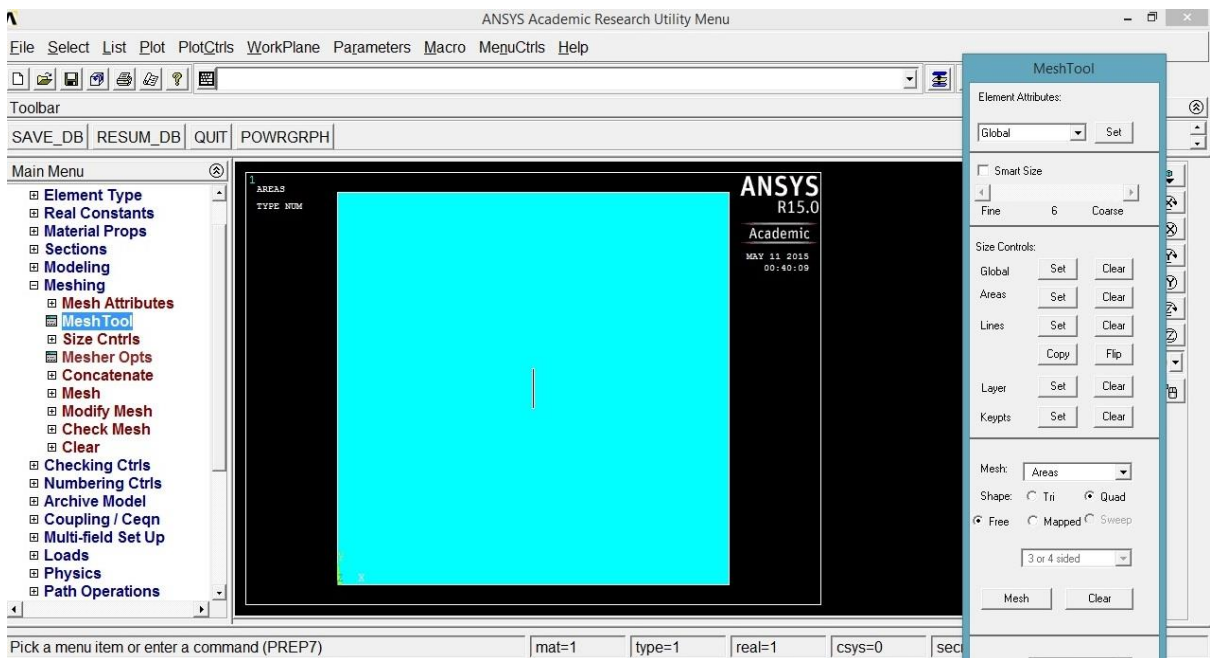 ANSYS Academic Research Utility Menu
File Select List Plot PlotCtrls WorkPlane Parameters Macro MenuCtrls Help
Toolbar
SAVE_DB RESUM_DB QUIT POWRGRPH
Main Menu
Element Type
Real Constants
Material Props
Sections
Modeling
Meshing
Mesh Attributes
MeshTool
Size Cntrls
Mesher Opts
Concatenate
Mesh
Modify Mesh
Check Mesh
Clear
Checking Ctrls
Numbering Ctrls
Archive Model
Coupling / Ceqn
Multi-field Set Up
Loads
Physics
Path Operations
1
AREAS
TYPE NUM
ANSYS
R15.0
Academic
MAY 11 2015
00:40:09
Z X
MeshTool
Element Attributes:
Global Set
Smart Size
Fine 6 Coarse
Size Controls:
Global Set Clear
Areas Set Clear
Lines Set Clear
Copy Flip
Layer Set Clear
Keypts Set Clear
Mesh: Areas
Shape: Tri Quad
Free Mapped Sweep
3 or 4 sided
Mesh Clear
Pick a menu item or enter a command (PREP7) mat=1 type=1 real=1 csys=0